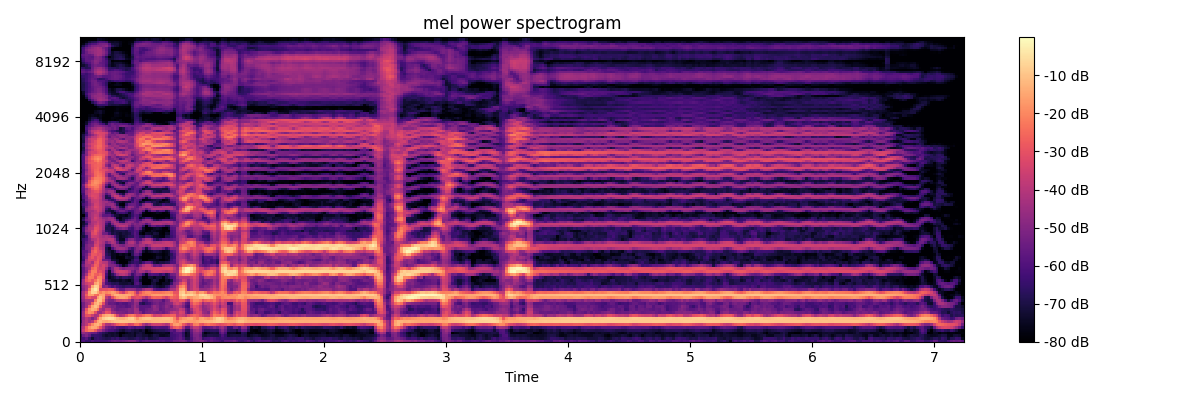 mel power spectrogram
8192
4096
2048
1024
512
0
Hz
0 1 2 3 4 5 6 7
Time
-10 dB
-20 dB
-30 dB
-40 dB
-50 dB
-60 dB
-70 dB
-80 dB